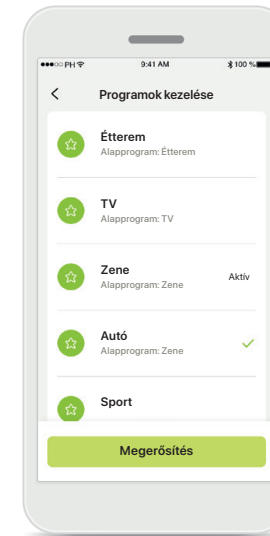 PH 9:41 AM 100 %
Programok kezelése
Étterem
Alapprogram: Étterem
TV
Alapprogram: TV
Zene
Alapprogram: Zene
Aktív
Autó
Alapprogram: Zene
Sport
Megerősítés